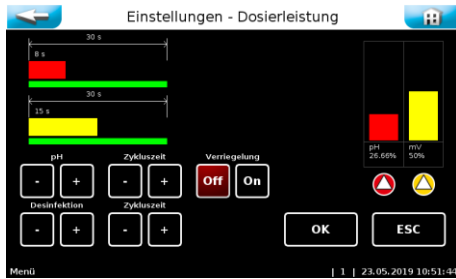 Einstellungen - Dosierleistung
30 s
8 s
30 s
15 s
pH
26.66%
mV
50%
pH
Zykluszeit
Verriegelung
-
+
-
+
Off
On
Desinfektion
Zykluszeit
-
+
-
+
OK
ESC
Menü
| 1 | 23.05.2019 10:51:44